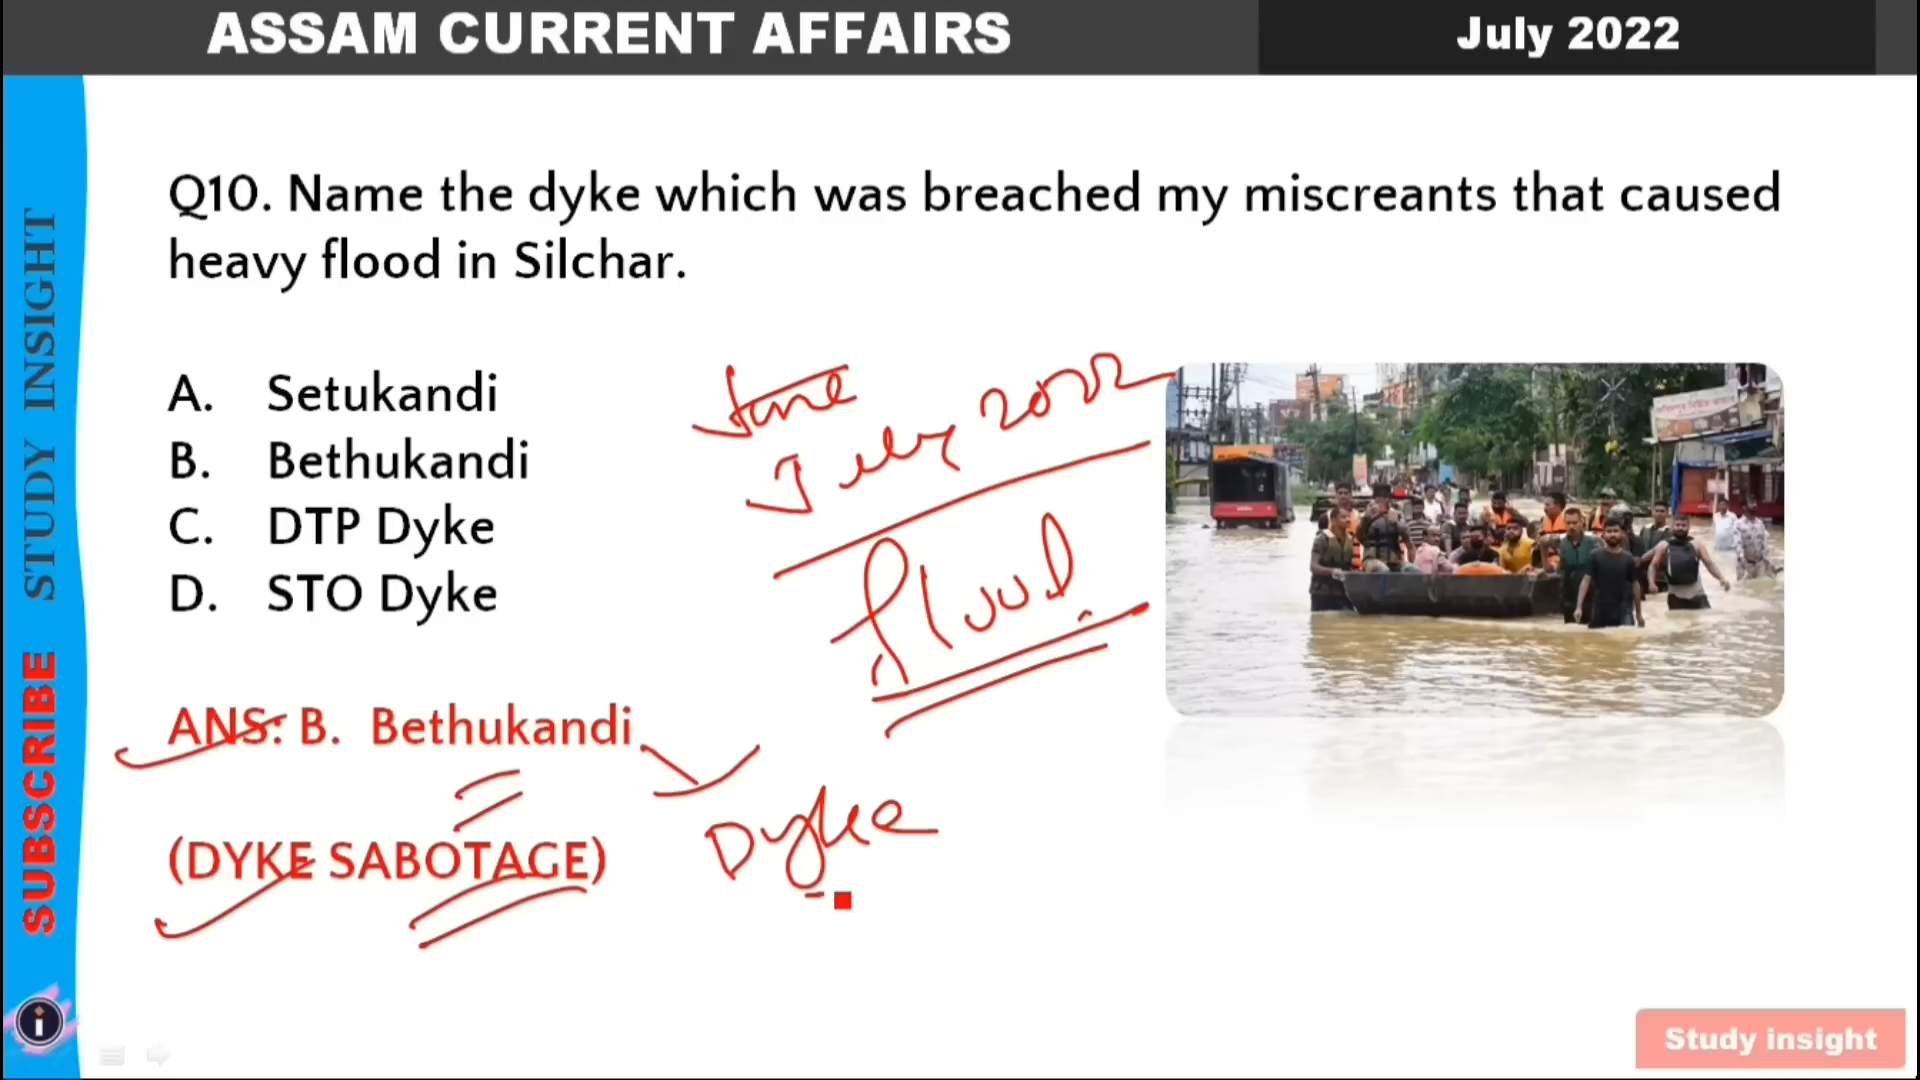 ASSAM CURRENT AFFAIRS
July 2022
SUBSCRIBE STUDY INSIGHT
Q10. Name the dyke which was breached my miscreants that caused
heavy flood in Silchar.
A. Setukandi
B. Bethukandi
C. DTP Dyke
D. STO Dyke
June
July 2022
flood
ANS: B. Bethukandi
Dyke
(DYKE SABOTAGE)
i
Study insight